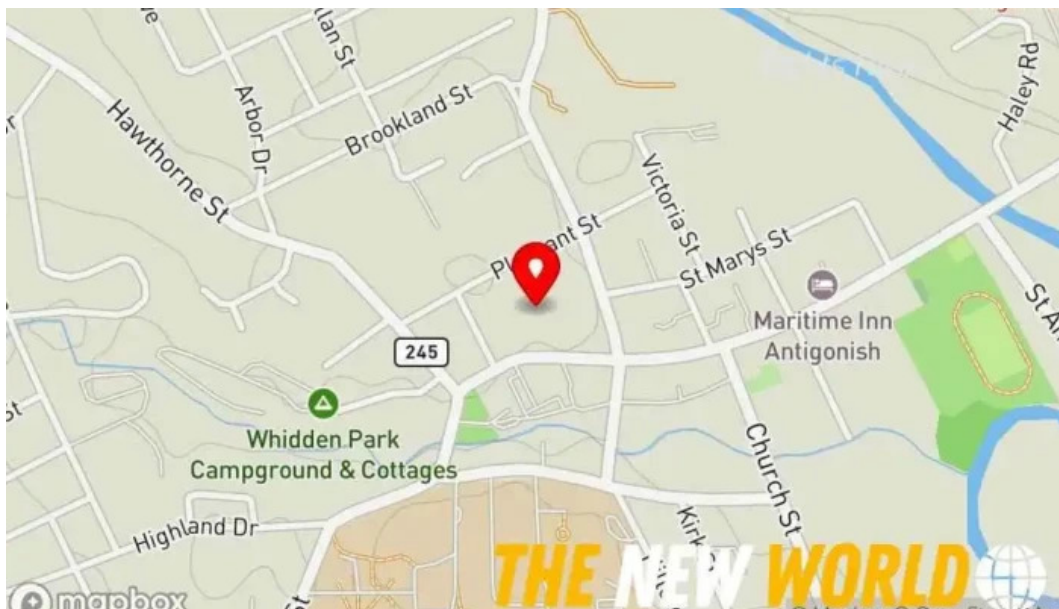 Arbor Dr
Brookland St
Hawthorne St
Haley Rd
Victoria St
St Marys St
245
Maritime Inn
Antigonish
Whidden Park
Campground & Cottages
Church St
Highland Dr
THE NEW WORLD
mapbox